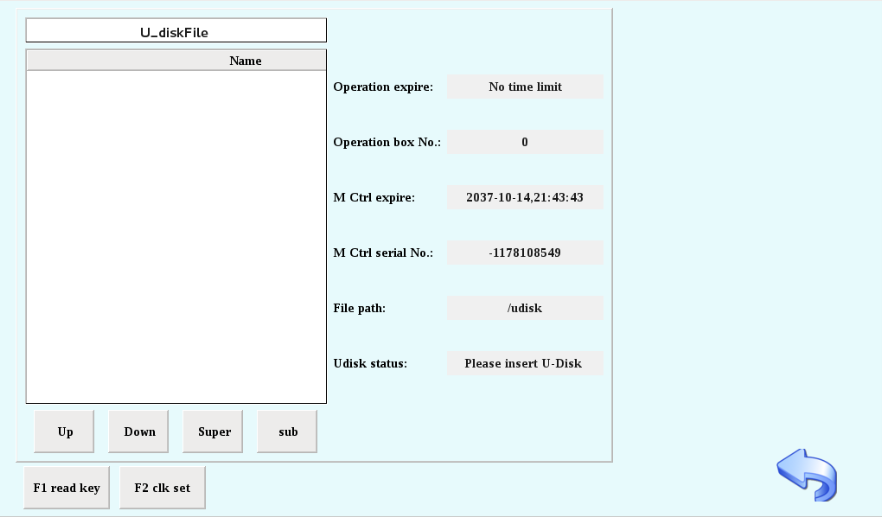 U_diskFile
Name
Operation expire: No time limit
Operation box No.: 0
M Ctrl expire: 2037-10-14,21:43:43
M Ctrl serial No.: -1178108549
File path: /udisk
Udisk status: Please insert U-Disk
Up Down Super sub
F1 read key F2 clk set